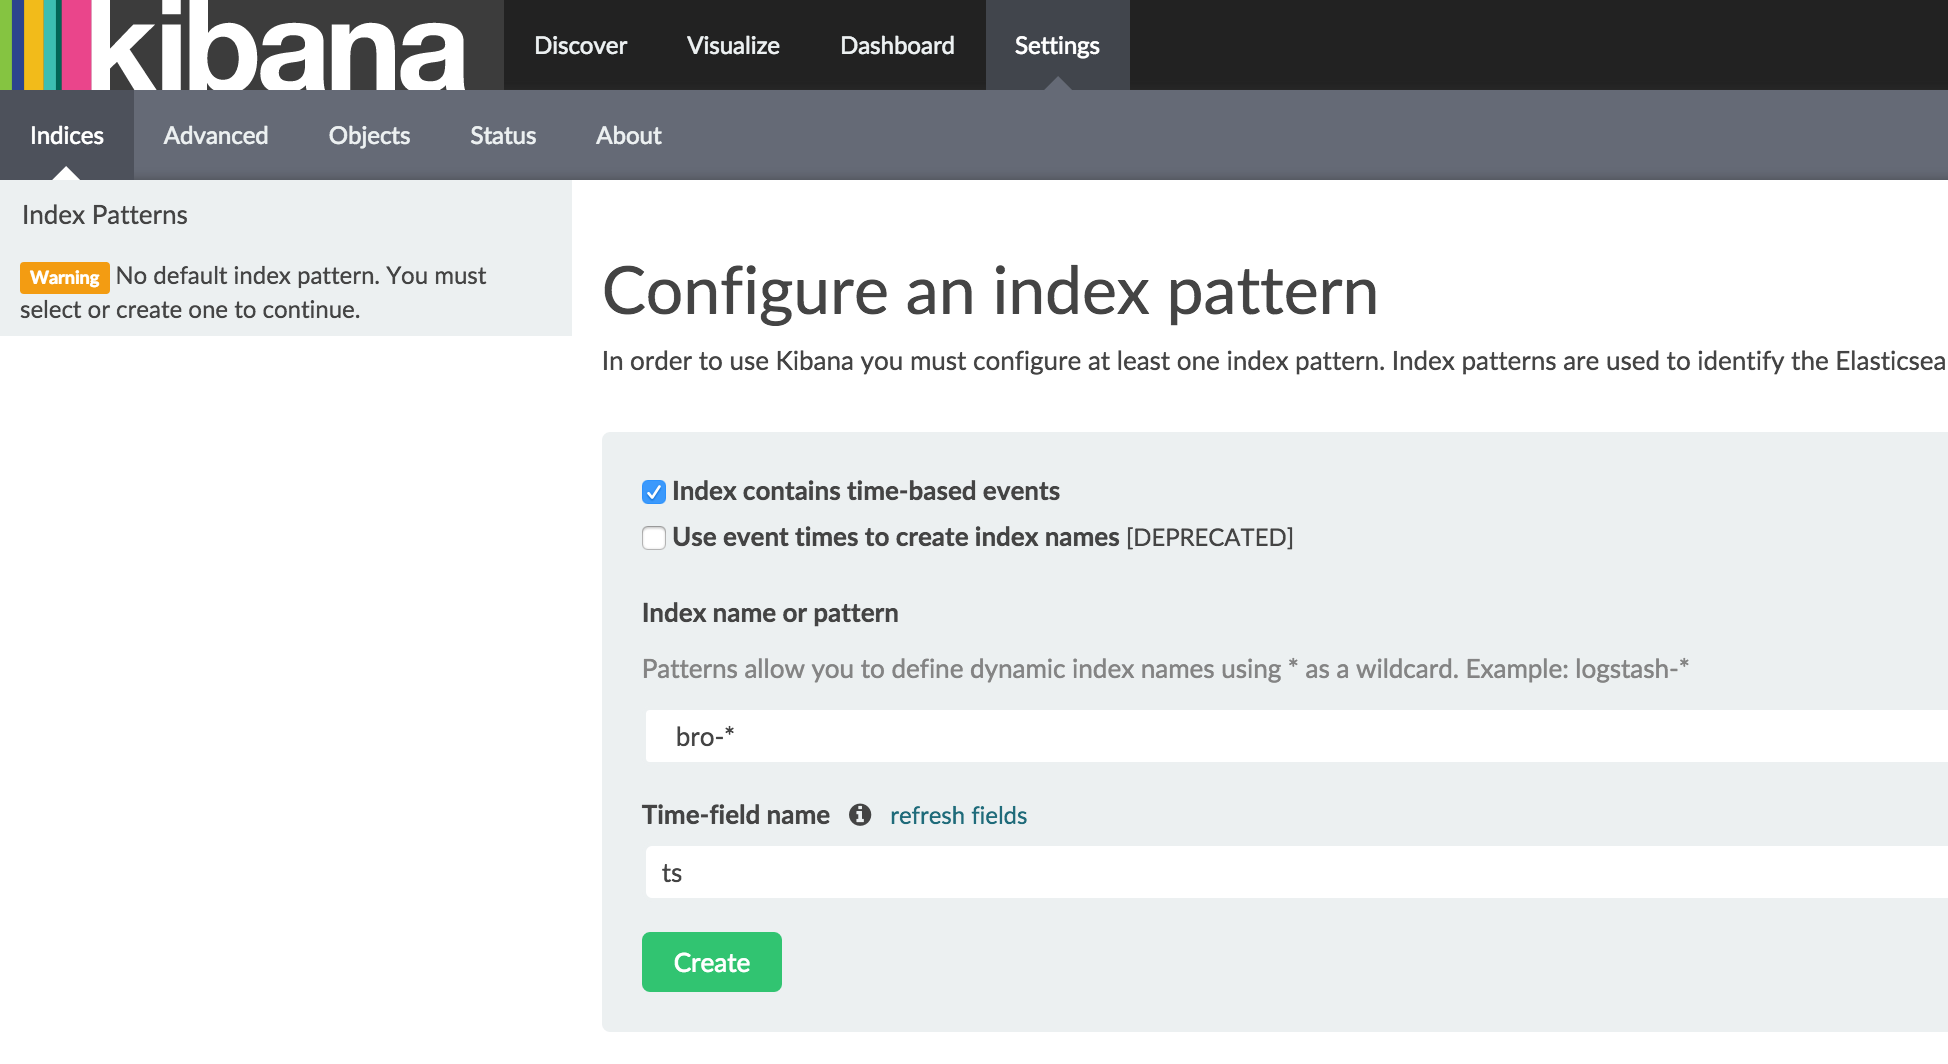 kibana
Discover Visualize Dashboard Settings
Indices Advanced Objects Status About
Index Patterns
Warning No default index pattern. You must
select or create one to continue.
Configure an index pattern
In order to use Kibana you must configure at least one index pattern. Index patterns are used to identify the Elasticsea
Index contains time-based events
Use event times to create index names [DEPRECATED]
Index name or pattern
Patterns allow you to define dynamic index names using * as a wildcard. Example: logstash-*
bro-*
Time-field name refresh fields
ts
Create